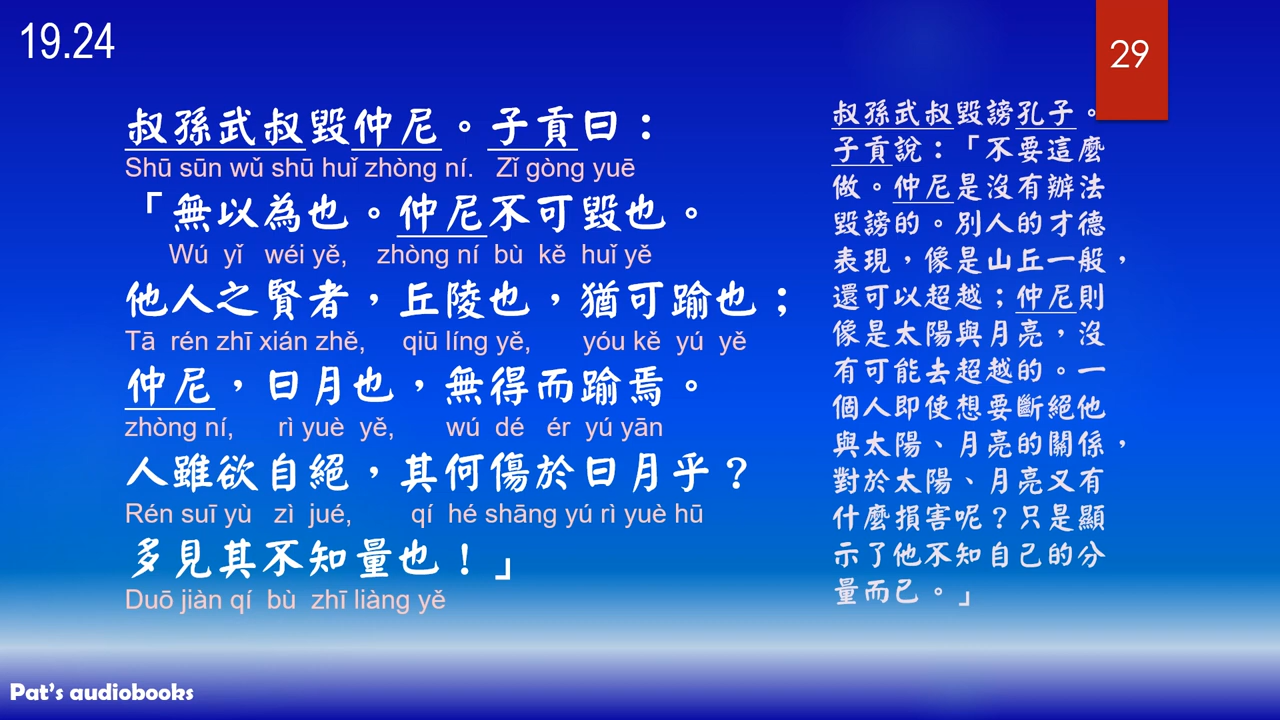 19.24
29
叔孫武叔毀仲尼。子貢曰：
Shū sūn wǔ shū huǐ zhòng ní. Zǐ gòng yuē
「無以為也。仲尼不可毀也。
Wú yǐ wéi yě, zhòng ní bù kě huǐ yě
他人之賢者，丘陵也，猶可踰也；
Tā rén zhī xián zhě, qiū líng yě, yóu kě yú yě
仲尼，日月也，無得而踰焉。
zhòng ní, rì yuè yě, wú dé ér yú yān
人雖欲自絕，其何傷於日月乎？
Rén suī yù zì jué, qí hé shāng yú rì yuè hū
多見其不知量也！」
Duō jiàn qí bù zhī liàng yě
叔孫武叔毀謗孔子。
子貢說：「不要這麼
做。仲尼是沒有辦法
毀謗的。別人的才德
表現，像是山丘一般，
還可以超越；仲尼則
像是太陽與月亮，沒
有可能去超越的。一
個人即使想要斷絕他
與太陽、月亮的關係，
對於太陽、月亮又有
什麼損害呢？只是顯
示了他不知自己的分
量而已。」
Pat's audiobooks